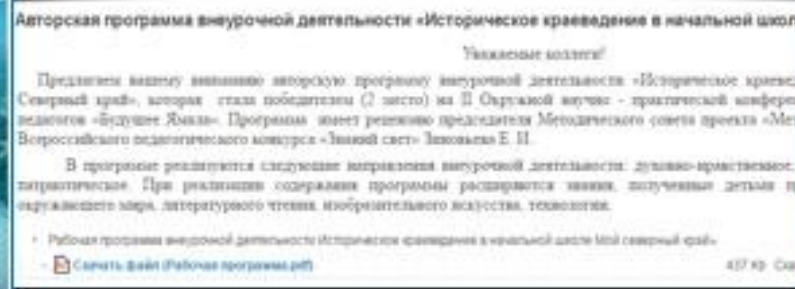 Авторская программа внеурочной деятельности «Историческое краеведение в начальной школ
Уважаемые коллеги!
Предлагаем вашему вниманию авторскую программу внеурочной деятельности «Историческое краевед
Северный край», которая стала победителем (2 место) на II Окружной научно - практической конферен
педагогов «Будущее Ямала». Программа имеет рецензию председателя Методического совета проекта «Мет
Всероссийского педагогического конкурса «Знаний свет» Зиновьева Е. И.
В программе реализуются следующие направления внеурочной деятельности: духовно-нравственное,
патриотическое. При реализации содержания программы расширяются знания, полученные детьми пр
окружающего мира, литературного чтения, изобразительного искусства, технологии.
Рабочая программа внеурочной деятельности Историческое краеведение в начальной школе Мой северный край»
Скачать файл (Рабочая программа.pdf) 437 Кб Ска